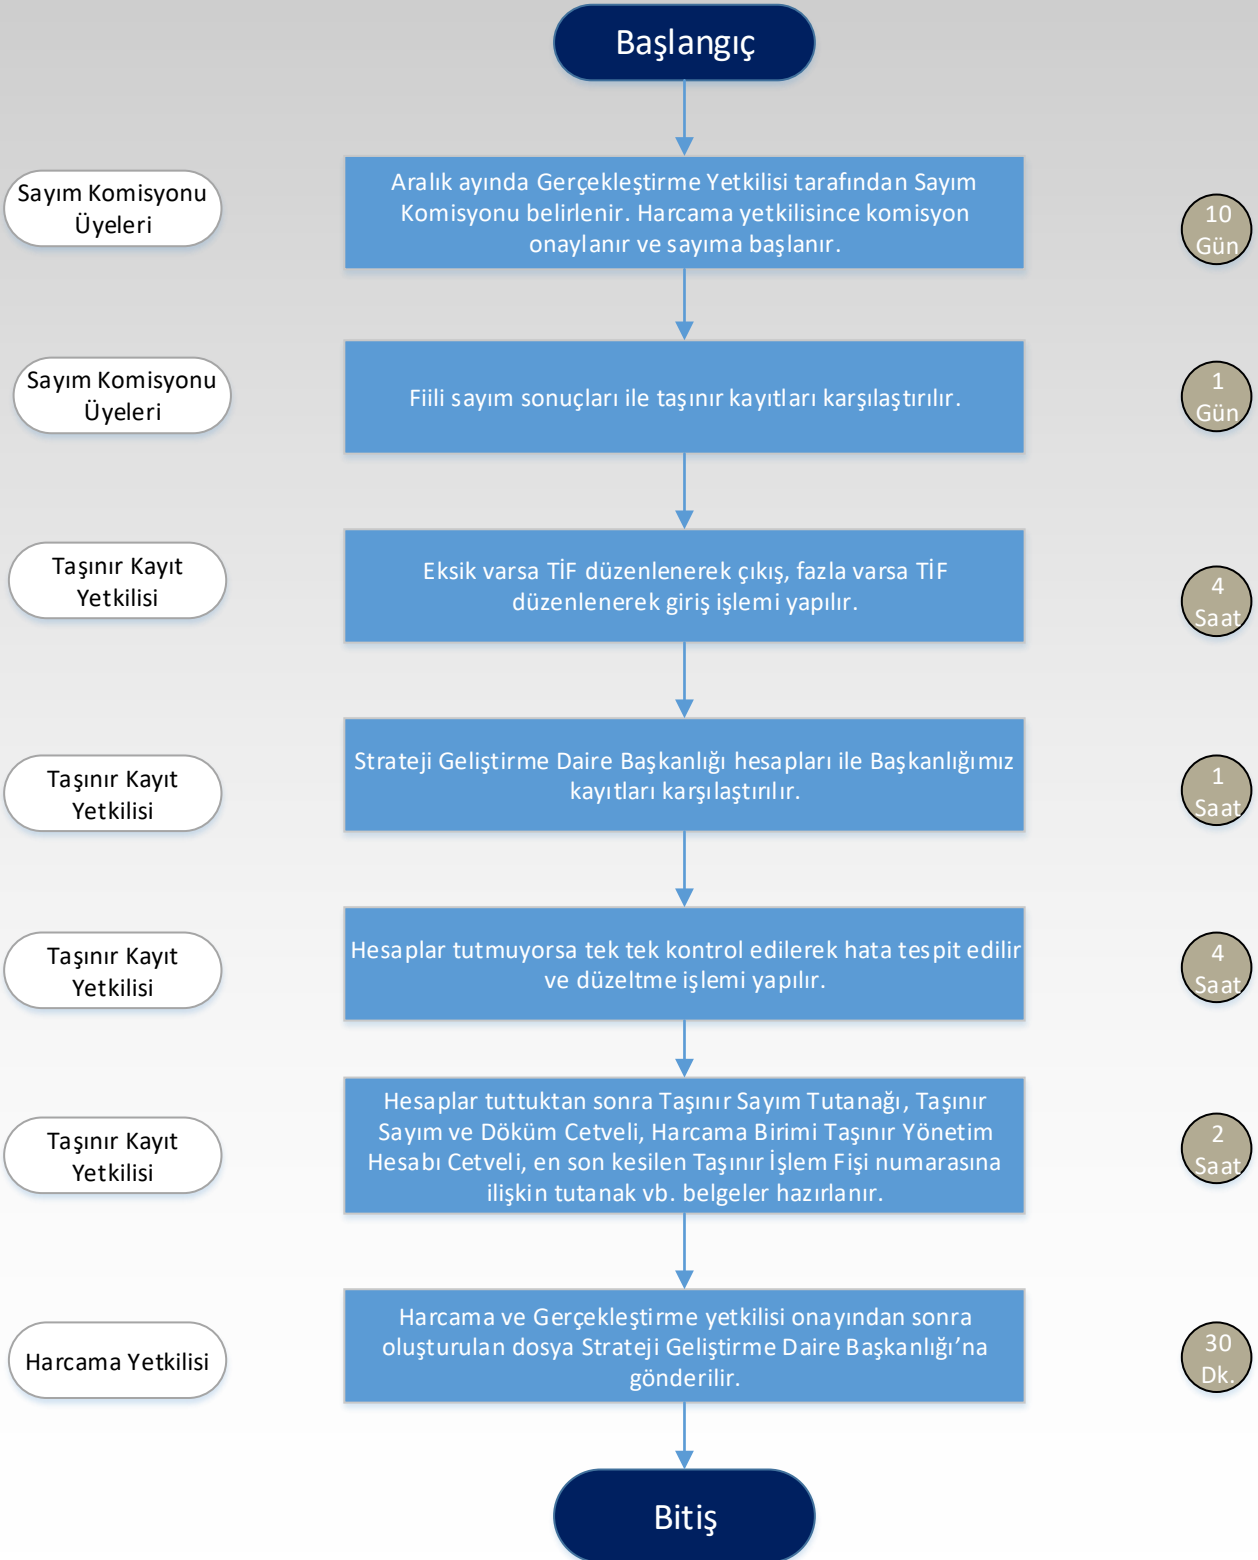 Başlangıç
Sayım Komisyonu
Üyeleri
Aralık ayında Gerçekleştirme Yetkilisi tarafından Sayım
Komisyonu belirlenir. Harcama yetkilisince komisyon
onaylanır ve sayıma başlanır.
10
Gün
Sayım Komisyonu
Üyeleri
Fiili sayım sonuçları ile taşınır kayıtları karşılaştırılır.
1
Gün
Taşınır Kayıt
Yetkilisi
Eksik varsa TİF düzenlenerek çıkış, fazla varsa TİF
düzenlenerek giriş işlemi yapılır.
4
Saat
Taşınır Kayıt
Yetkilisi
Strateji Geliştirme Daire Başkanlığı hesapları ile Başkanlığımız
kayıtları karşılaştırılır.
1
Saat
Taşınır Kayıt
Yetkilisi
Hesaplar tutmuyorsa tek tek kontrol edilerek hata tespit edilir
ve düzeltme işlemi yapılır.
4
Saat
Taşınır Kayıt
Yetkilisi
Hesaplar tuttuktan sonra Taşınır Sayım Tutanağı, Taşınır
Sayım ve Döküm Cetveli, Harcama Birimi Taşınır Yönetim
Hesabı Cetveli, en son kesilen Taşınır İşlem Fişi numarasına
ilişkin tutanak vb. belgeler hazırlanır.
2
Saat
Harcama Yetkilisi
Harcama ve Gerçekleştirme yetkilisi onayından sonra
oluşturulan dosya Strateji Geliştirme Daire Başkanlığı’na
gönderilir.
30
Dk.
Bitiş